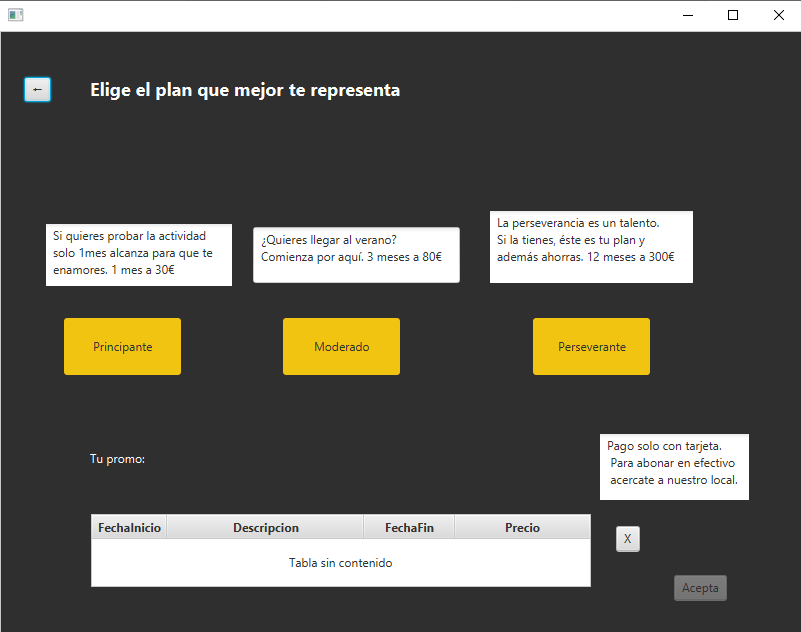 ←
Elige el plan que mejor te representa
Si quieres probar la actividad
solo 1mes alcanza para que te
enamores. 1 mes a 30€
¿Quieres llegar al verano?
Comienza por aquí. 3 meses a 80€
La perseverancia es un talento.
Si la tienes, éste es tu plan y
además ahorras. 12 meses a 300€
Principante
Moderado
Perseverante
Tu promo:
Pago solo con tarjeta.
Para abonar en efectivo
acercate a nuestro local.
FechaInicio Descripcion FechaFin Precio
Tabla sin contenido
X
Acepta